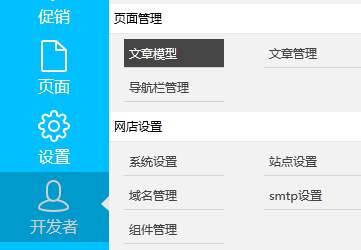 促销
页面
设置
开发者
页面管理
文章模型 文章管理
导航栏管理
网店设置
系统设置 站点设置
域名管理 smtp设置
组件管理